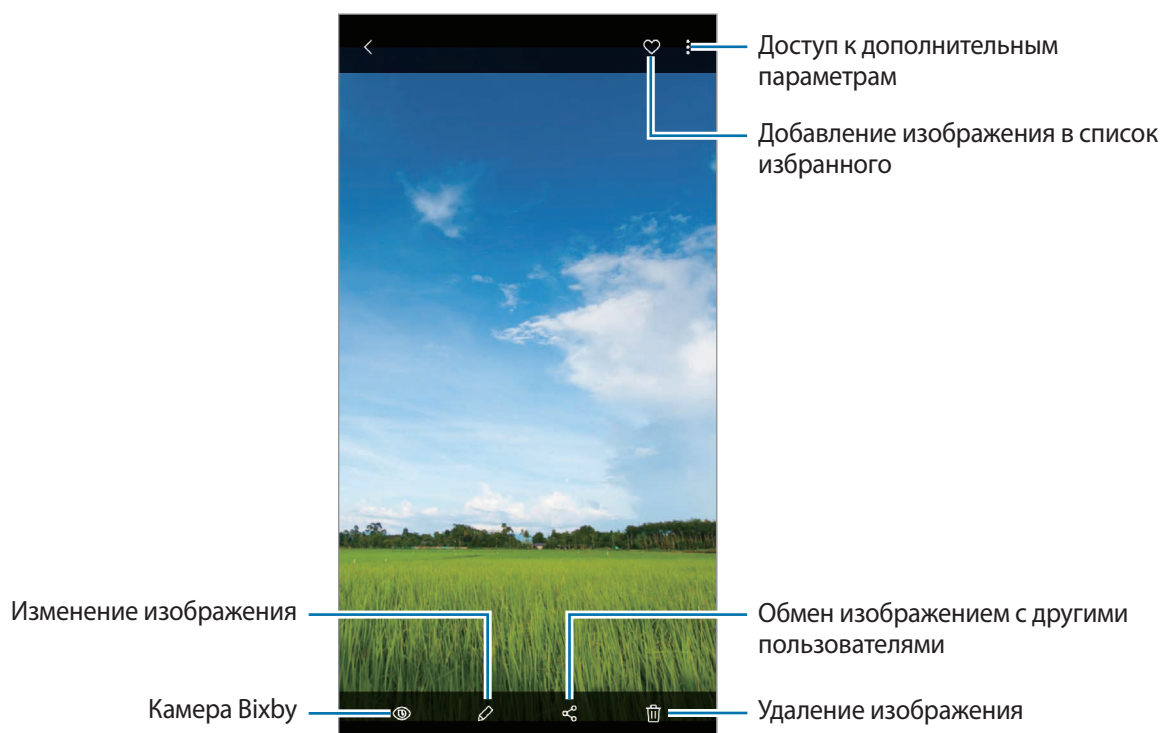 Доступ к дополнительным
параметрам
Добавление изображения в список
избранного
Изменение изображения
Обмен изображением с другими
пользователями
Камера Bixby
Удаление изображения